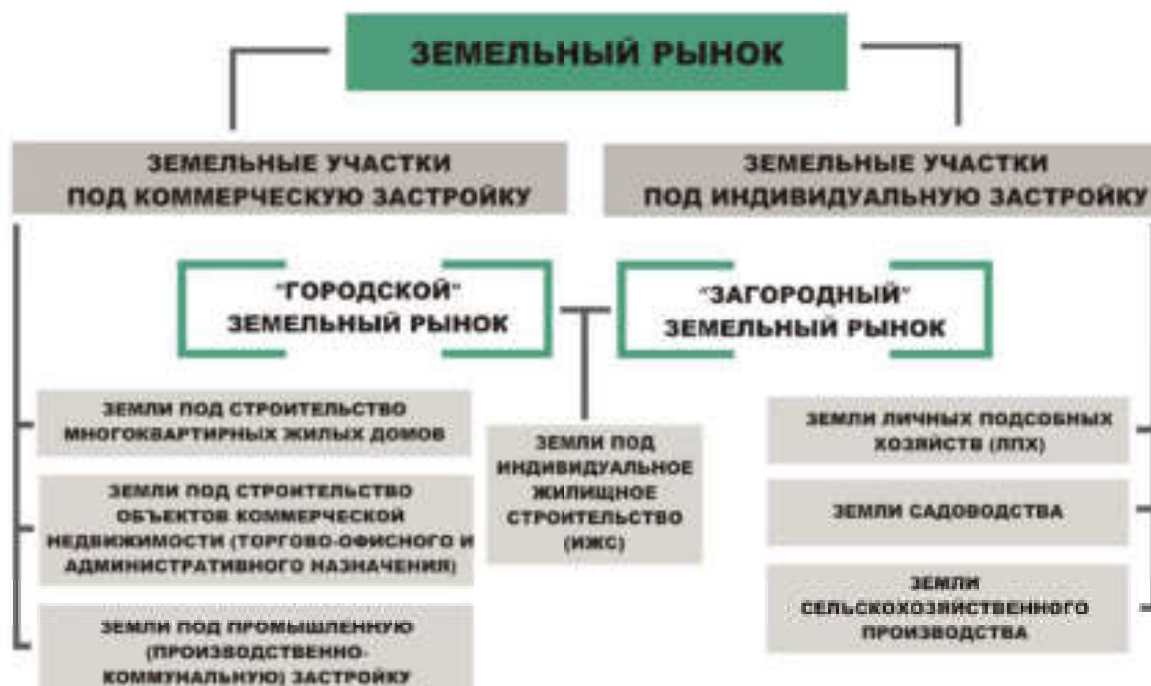 ЗЕМЕЛЬНЫЙ РЫНОК
ЗЕМЕЛЬНЫЕ УЧАСТКИ
ПОД КОММЕРЧЕСКУЮ ЗАСТРОЙКУ
ЗЕМЕЛЬНЫЕ УЧАСТКИ
ПОД ИНДИВИДУАЛЬНУЮ ЗАСТРОЙКУ
"ГОРОДСКОЙ"
ЗЕМЕЛЬНЫЙ РЫНОК
"ЗАГОРОДНЫЙ"
ЗЕМЕЛЬНЫЙ РЫНОК
ЗЕМЛИ ПОД СТРОИТЕЛЬСТВО
МНОГОКВАРТИРНЫХ ЖИЛЫХ ДОМОВ
ЗЕМЛИ ПОД СТРОИТЕЛЬСТВО
ОБЪЕКТОВ КОММЕРЧЕСКОЙ
НЕДВИЖИМОСТИ (ТОРГОВО-ОФИСНОГО И
АДМИНИСТРАТИВНОГО НАЗНАЧЕНИЯ)
ЗЕМЛИ ПОД ПРОМЫШЛЕННУЮ
(ПРОИЗВОДСТВЕННО-
КОММУНАЛЬНУЮ) ЗАСТРОЙКУ
ЗЕМЛИ ПОД
ИНДИВИДУАЛЬНОЕ
ЖИЛИЩНОЕ
СТРОИТЕЛЬСТВО
(ИЖС)
ЗЕМЛИ ЛИЧНЫХ ПОДСОБНЫХ
ХОЗЯЙСТВ (ЛПХ)
ЗЕМЛИ САДОВОДСТВА
ЗЕМЛИ
СЕЛЬСКОХОЗЯЙСТВЕННОГО
ПРОИЗВОДСТВА